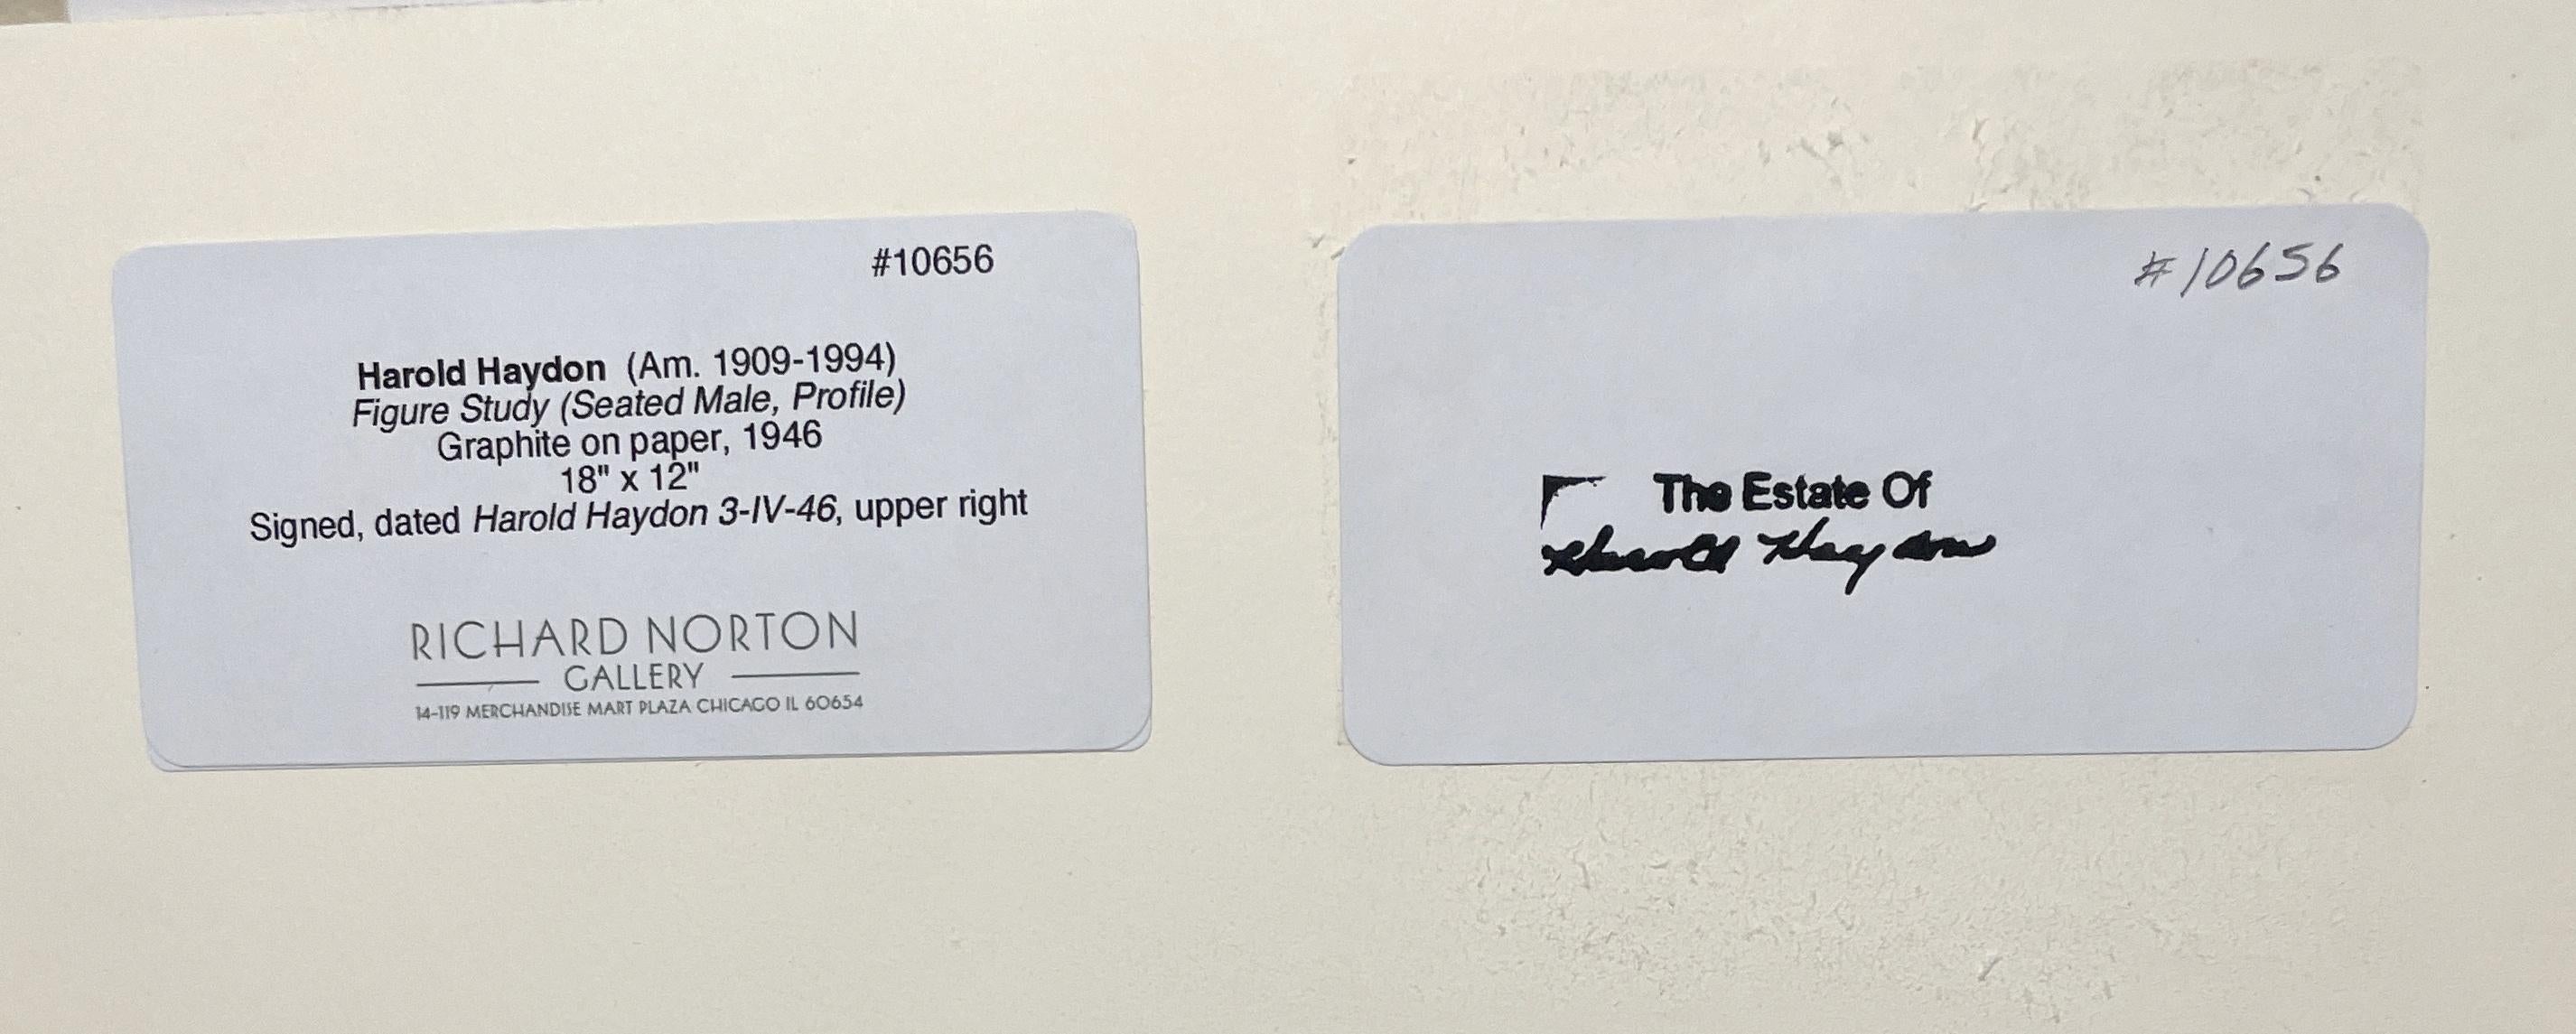 #10656
Harold Haydon (Am. 1909-1994)
Figure Study (Seated Male, Profile)
Graphite on paper, 1946
18" x 12"
Signed, dated Harold Haydon 3-IV-46, upper right
RICHARD NORTON
GALLERY
14-119 MERCHANDISE MART PLAZA CHICAGO IL 60654
#10656
The Estate Of
Harold Haydon